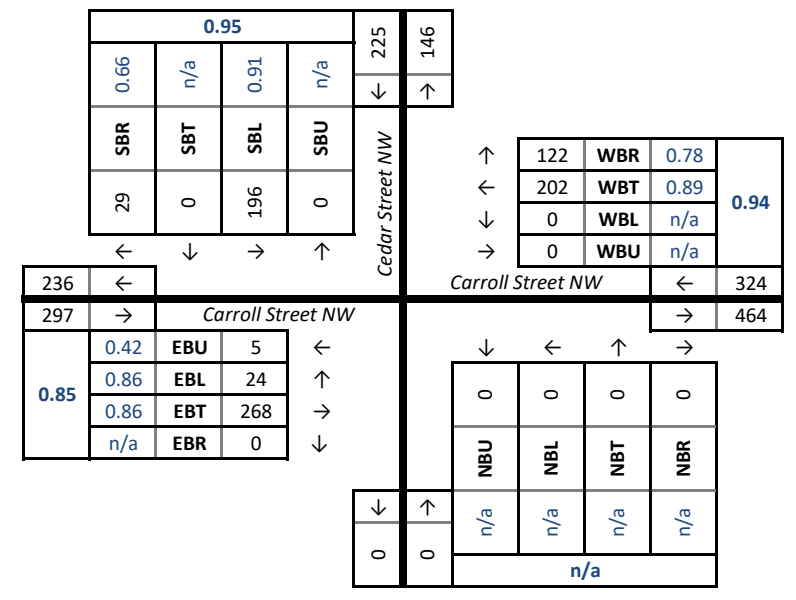 0.95
225
146
0.66 n/a 0.91 n/a
↓ ↑
SBR SBT SBL SBU
29 0 196 0
← ↓ → ↑
Cedar Street NW
↑ 122 WBR 0.78
← 202 WBT 0.89
↓ 0 WBL n/a
→ 0 WBU n/a
0.94
236 ←
Carroll Street NW
← 324
297 →
Carroll Street NW
→ 464
0.85
0.42 EBU 5 ←
0.86 EBL 24 ↑
0.86 EBT 268 →
n/a EBR 0 ↓
↓ ← ↑ →
0 0 0 0
NBU NBL NBT NBR
n/a n/a n/a n/a
↓ ↑
0 0
n/a